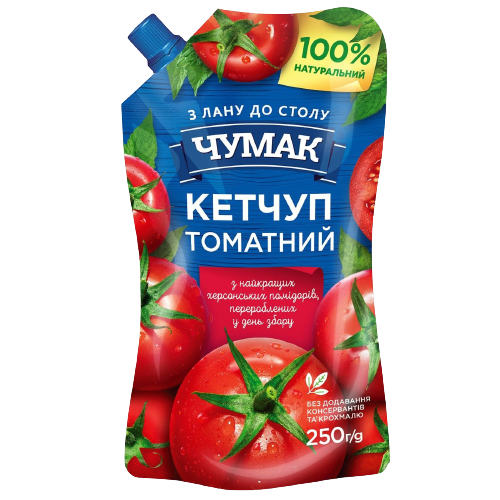 100%
НАТУРАЛЬНИЙ
З ЛАНУ ДО СТОЛУ
ЧУМАК
КЕТЧУП
ТОМАТНИЙ
з найкращих
херсонських помідорів,
перероблених
у день збору
БЕЗ ДОДАВАННЯ
КОНСЕРВАНТІВ
ТА КРОХМАЛЮ
250г/g